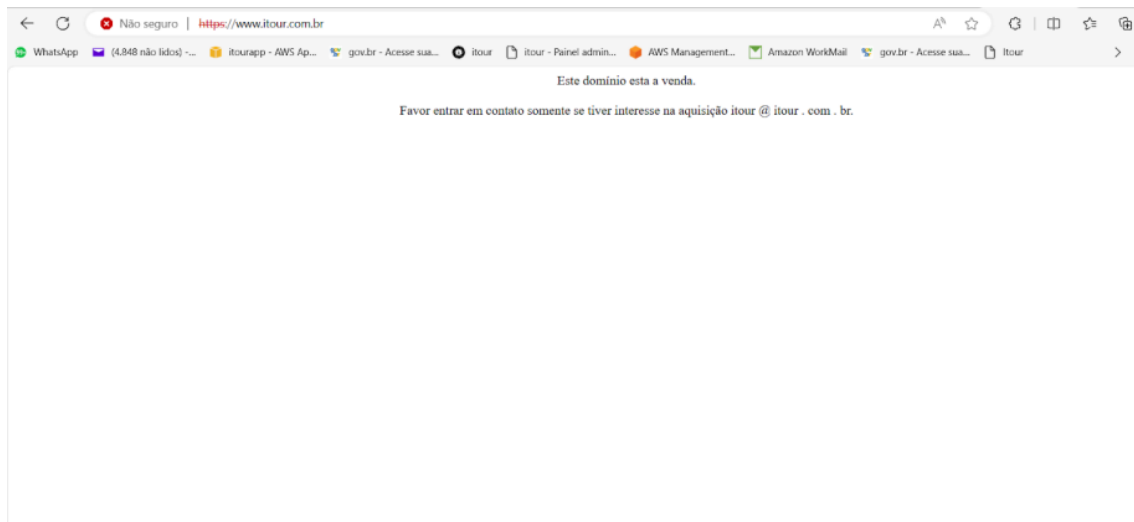 Não seguro | https://www.itour.com.br
WhatsApp (4.848 não lidos) -... itourapp - AWS Ap... gov.br - Acesse sua... itour itour - Painel admin... AWS Management... Amazon WorkMail gov.br - Acesse sua... Itour
Este domínio esta a venda.
Favor entrar em contato somente se tiver interesse na aquisição itour @ itour . com . br.